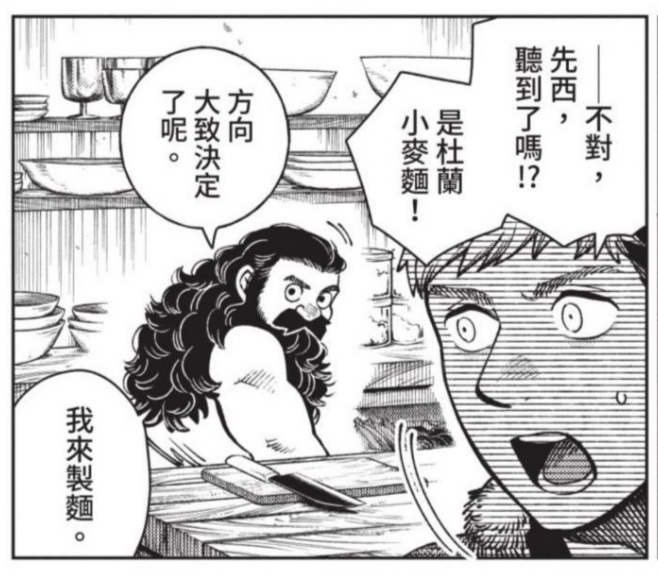 ──不對，
先西，
聽到了嗎!?
是杜蘭
小麥麵！
方向
大致決定
了呢。
我來製麵。